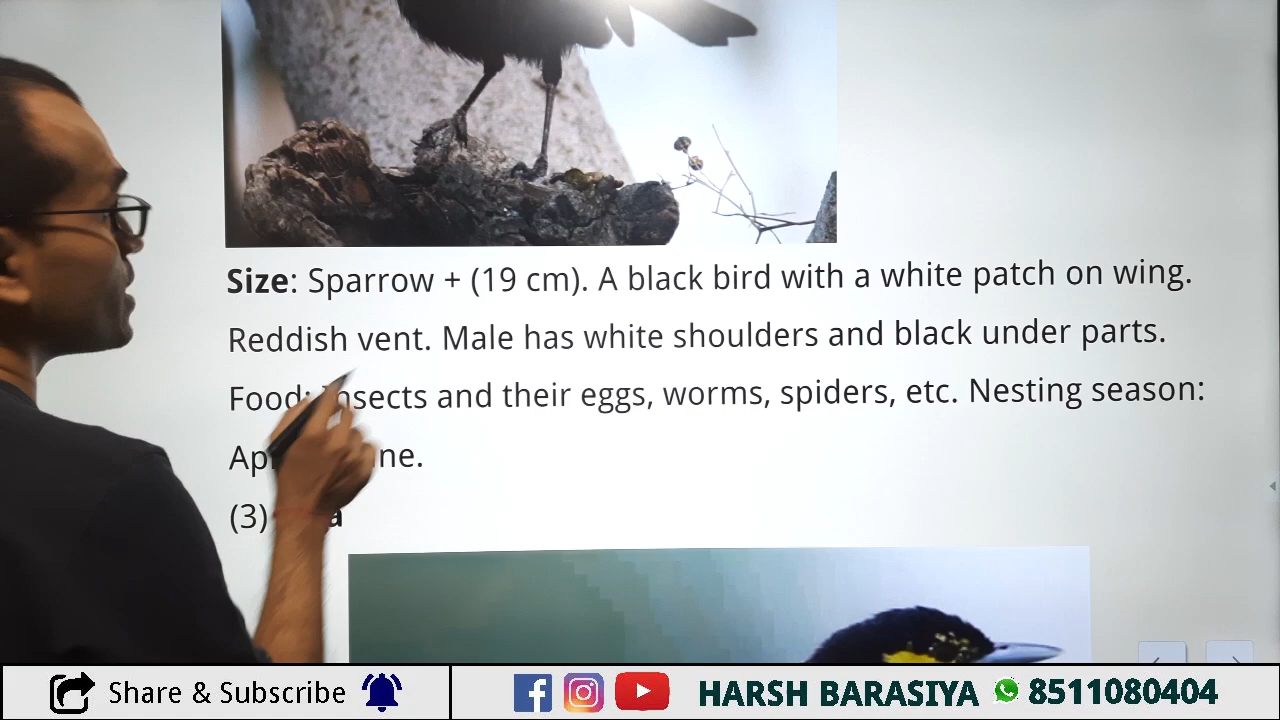 Size: Sparrow + (19 cm). A black bird with a white patch on wing.
Reddish vent. Male has white shoulders and black under parts.
Food: Insects and their eggs, worms, spiders, etc. Nesting season:
(3)
Share & Subscribe
HARSH BARASIYA 8511080404